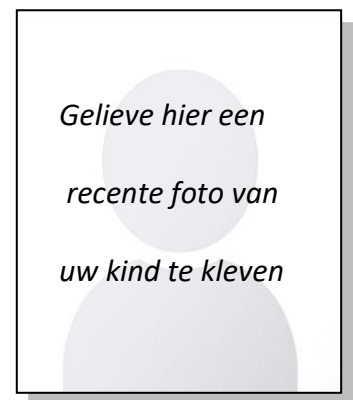 Gelieve hier een
recente foto van
uw kind te kleven